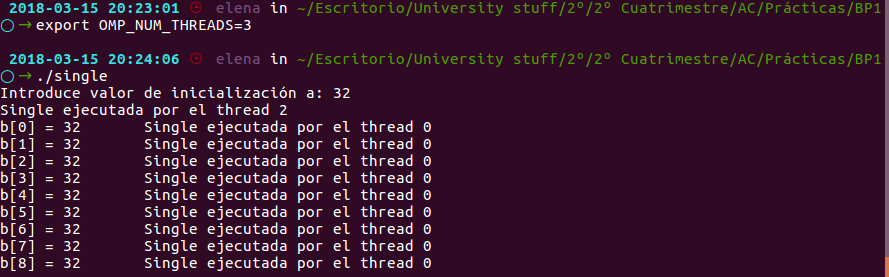 2018-03-15 20:23:01 elena in ~/Escritorio/University stuff/2º/2º Cuatrimestre/AC/Prácticas/BP1
→export OMP_NUM_THREADS=3
2018-03-15 20:24:06 elena in ~/Escritorio/University stuff/2º/2º Cuatrimestre/AC/Prácticas/BP1
→./single
Introduce valor de inicialización a: 32
Single ejecutada por el thread 2
b[0] = 32 Single ejecutada por el thread 0
b[1] = 32 Single ejecutada por el thread 0
b[2] = 32 Single ejecutada por el thread 0
b[3] = 32 Single ejecutada por el thread 0
b[4] = 32 Single ejecutada por el thread 0
b[5] = 32 Single ejecutada por el thread 0
b[6] = 32 Single ejecutada por el thread 0
b[7] = 32 Single ejecutada por el thread 0
b[8] = 32 Single ejecutada por el thread 0